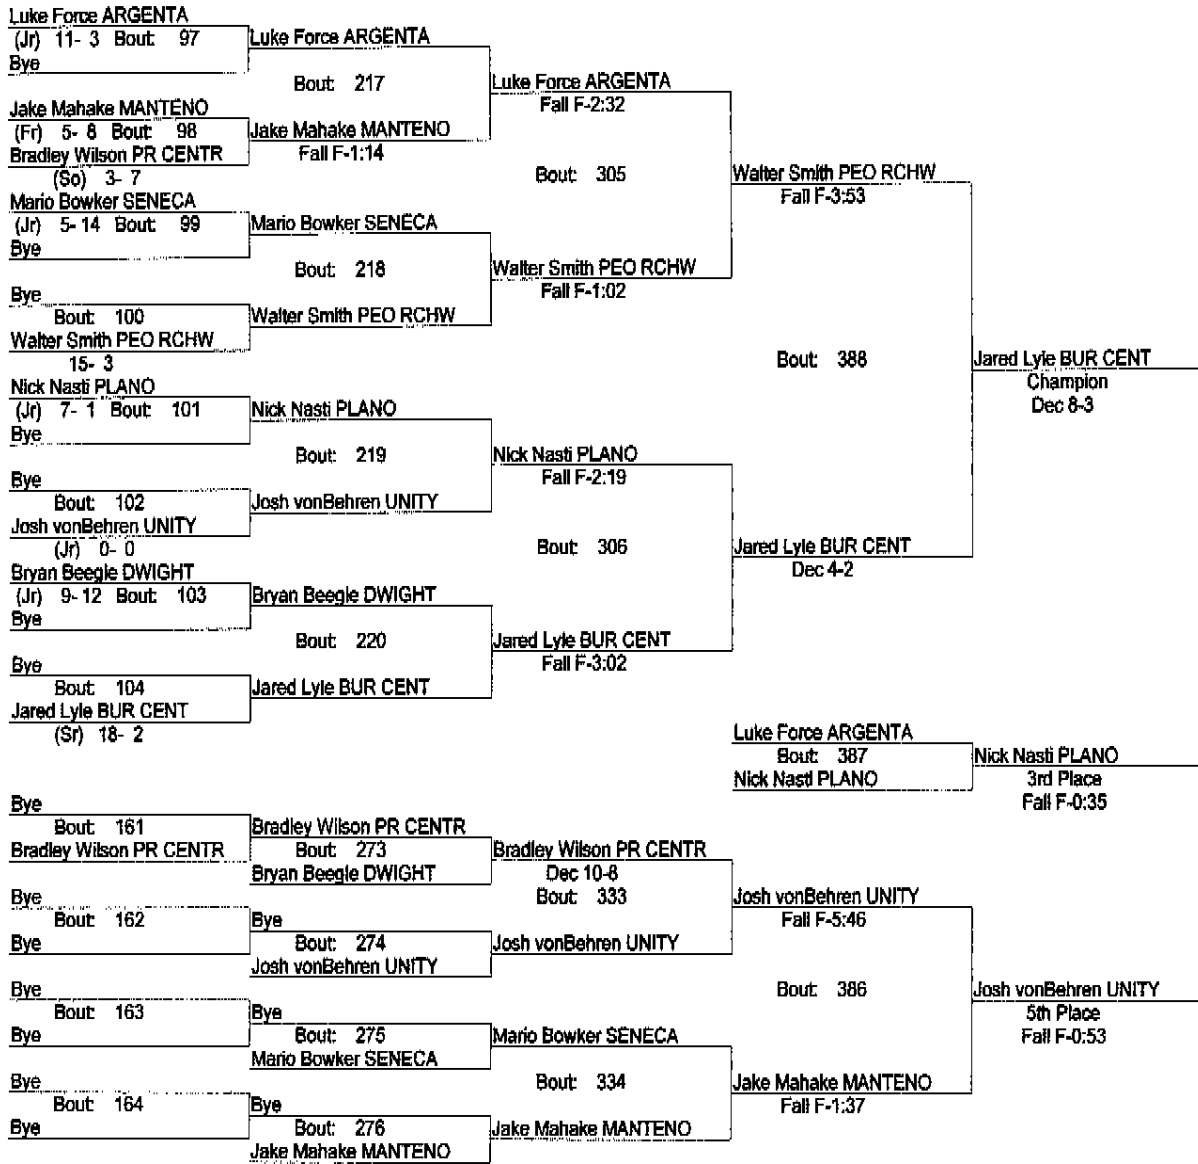 Luke Force ARGENTA
(Jr) 11- 3 Bout: 97
Bye
Luke Force ARGENTA
Bout: 217
Jake Mahake MANTENO
(Fr) 5- 8 Bout: 98
Bradley Wilson PR CENTR
(So) 3- 7
Jake Mahake MANTENO
Fall F-1:14
Luke Force ARGENTA
Fall F-2:32
Bout: 305
Mario Bowker SENECA
(Jr) 5- 14 Bout: 99
Bye
Mario Bowker SENECA
Bout: 218
Bye
Bout: 100
Walter Smith PEO RCHW
15- 3
Walter Smith PEO RCHW
Walter Smith PEO RCHW
Fall F-1:02
Walter Smith PEO RCHW
Fall F-3:53
Bout: 388
Nick Nasti PLANO
(Jr) 7- 1 Bout: 101
Bye
Nick Nasti PLANO
Bout: 219
Bye
Bout: 102
Josh vonBehren UNITY
(Jr) 0- 0
Josh vonBehren UNITY
Nick Nasti PLANO
Fall F-2:19
Bout: 306
Bryan Beegle DWIGHT
(Jr) 9- 12 Bout: 103
Bye
Bryan Beegle DWIGHT
Bout: 220
Bye
Bout: 104
Jared Lyle BUR CENT
(Sr) 18- 2
Jared Lyle BUR CENT
Jared Lyle BUR CENT
Fall F-3:02
Jared Lyle BUR CENT
Dec 4-2
Jared Lyle BUR CENT
Champion
Dec 8-3
Luke Force ARGENTA
Bout: 387
Nick Nasti PLANO
Nick Nasti PLANO
3rd Place
Fall F-0:35
Bye
Bout: 161
Bradley Wilson PR CENTR
Bradley Wilson PR CENTR
Bout: 273
Bryan Beegle DWIGHT
Bradley Wilson PR CENTR
Dec 10-8
Bout: 333
Bye
Bout: 162
Bye
Bye
Bout: 274
Josh vonBehren UNITY
Josh vonBehren UNITY
Josh vonBehren UNITY
Fall F-5:46
Bout: 386
Bye
Bout: 163
Bye
Bye
Bout: 275
Mario Bowker SENECA
Mario Bowker SENECA
Bout: 334
Bye
Bout: 164
Bye
Bye
Bout: 276
Jake Mahake MANTENO
Jake Mahake MANTENO
Jake Mahake MANTENO
Fall F-1:37
Josh vonBehren UNITY
5th Place
Fall F-0:53